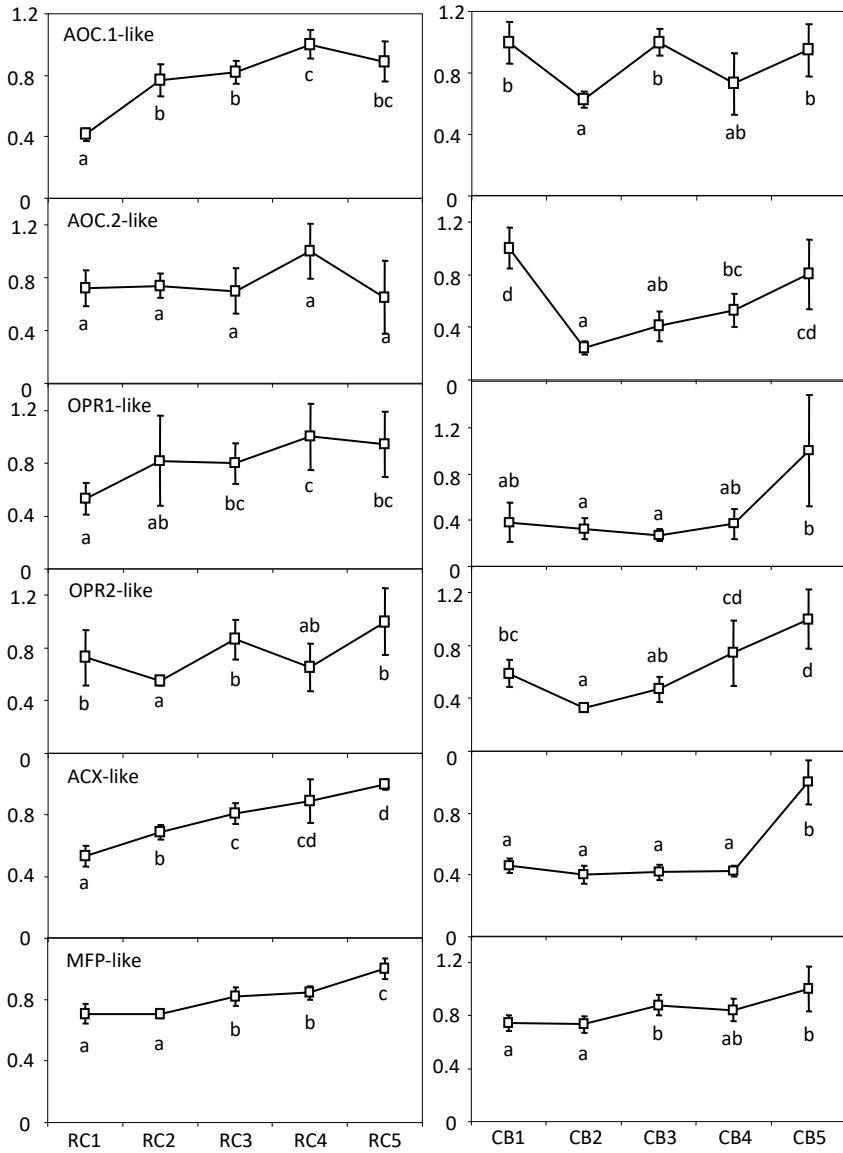 1.2
AOC.1-like
0.8
b
b
c
bc
0.4
a
0
1.2
0.8
b
a
b
ab
b
0.4
0
1.2
AOC.2-like
0.8
a
a
a
a
a
0.4
0
1.2
0.8
d
a
ab
bc
cd
0.4
0
OPR1-like
1.2
0.8
a
ab
bc
c
bc
0.4
0
1.2
0.8
ab
a
a
ab
b
0.4
0
OPR2-like
1.2
0.8
b
a
b
ab
b
0.4
0
1.2
0.8
bc
a
ab
cd
d
0.4
0
ACX-like
0.8
a
b
c
cd
d
0.4
0
0.8
a
a
a
a
b
0.4
0
MFP-like
0.8
a
a
b
b
c
0.4
0
1.2
0.8
a
a
b
ab
b
0.4
0
RC1 RC2 RC3 RC4 RC5
CB1 CB2 CB3 CB4 CB5